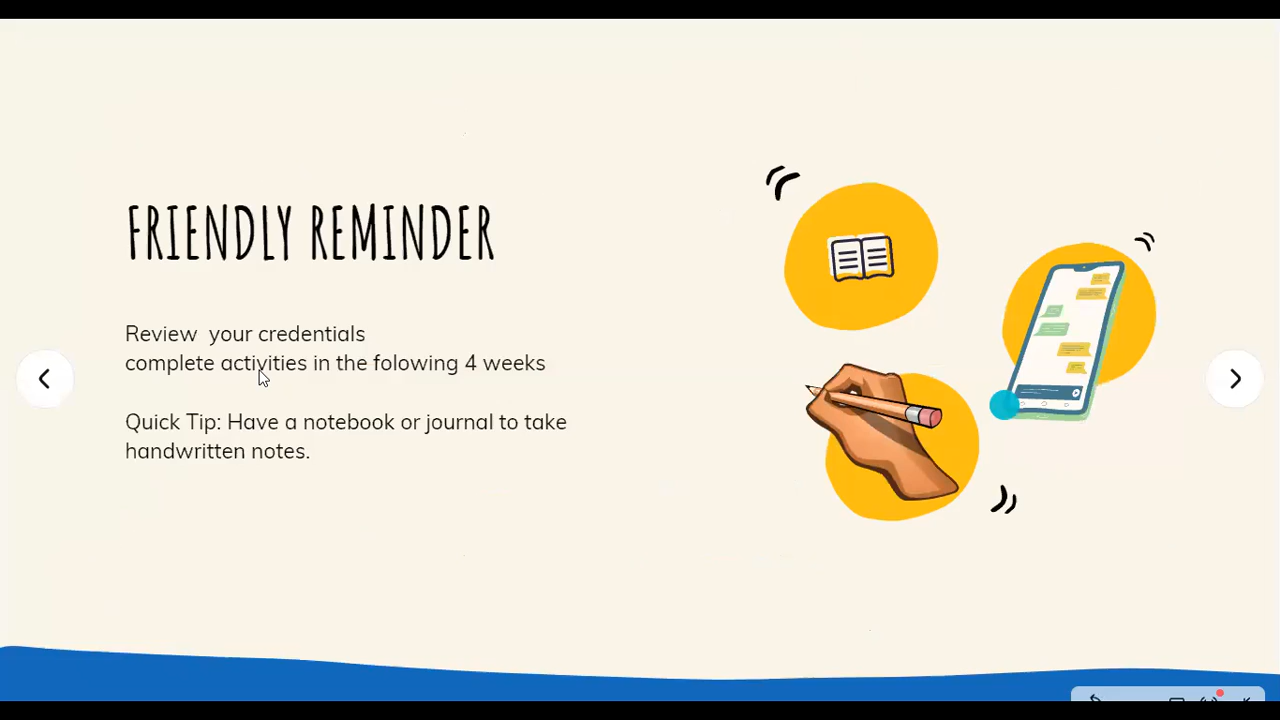 FRIENDLY REMINDER
Review  your credentials
complete activities in the folowing 4 weeks
Quick Tip: Have a notebook or journal to take
handwritten notes.